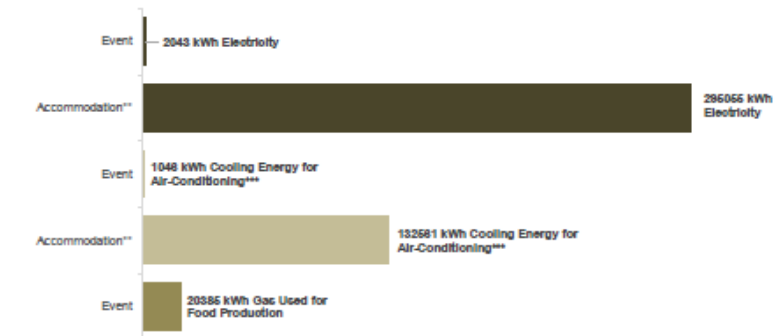 Event
2043 kWh Electricity
Accommodation**
295055 kWh
Electricity
Event
1046 kWh Cooling Energy for
Air-Conditioning***
Accommodation**
132561 kWh Cooling Energy for
Air-Conditioning***
Event
20385 kWh Gas Used for
Food Production